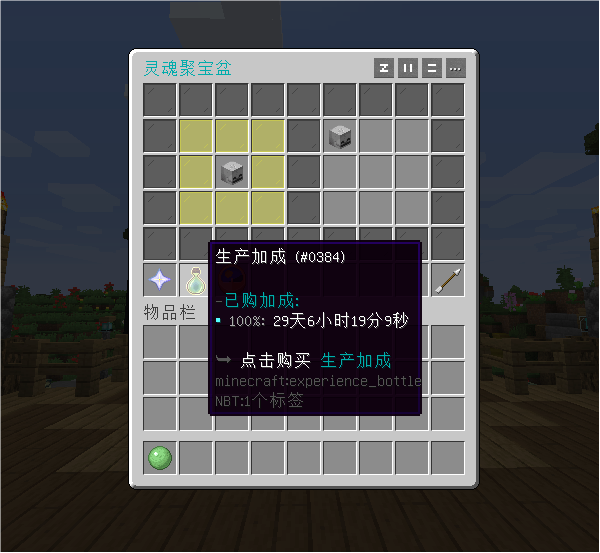 灵魂聚宝盆
物品栏
生产加成 (#0384)
-已购加成:
▪ 100%: 29天6小时19分9秒
↪ 点击购买 生产加成
minecraft:experience_bottle
NBT:1个标签